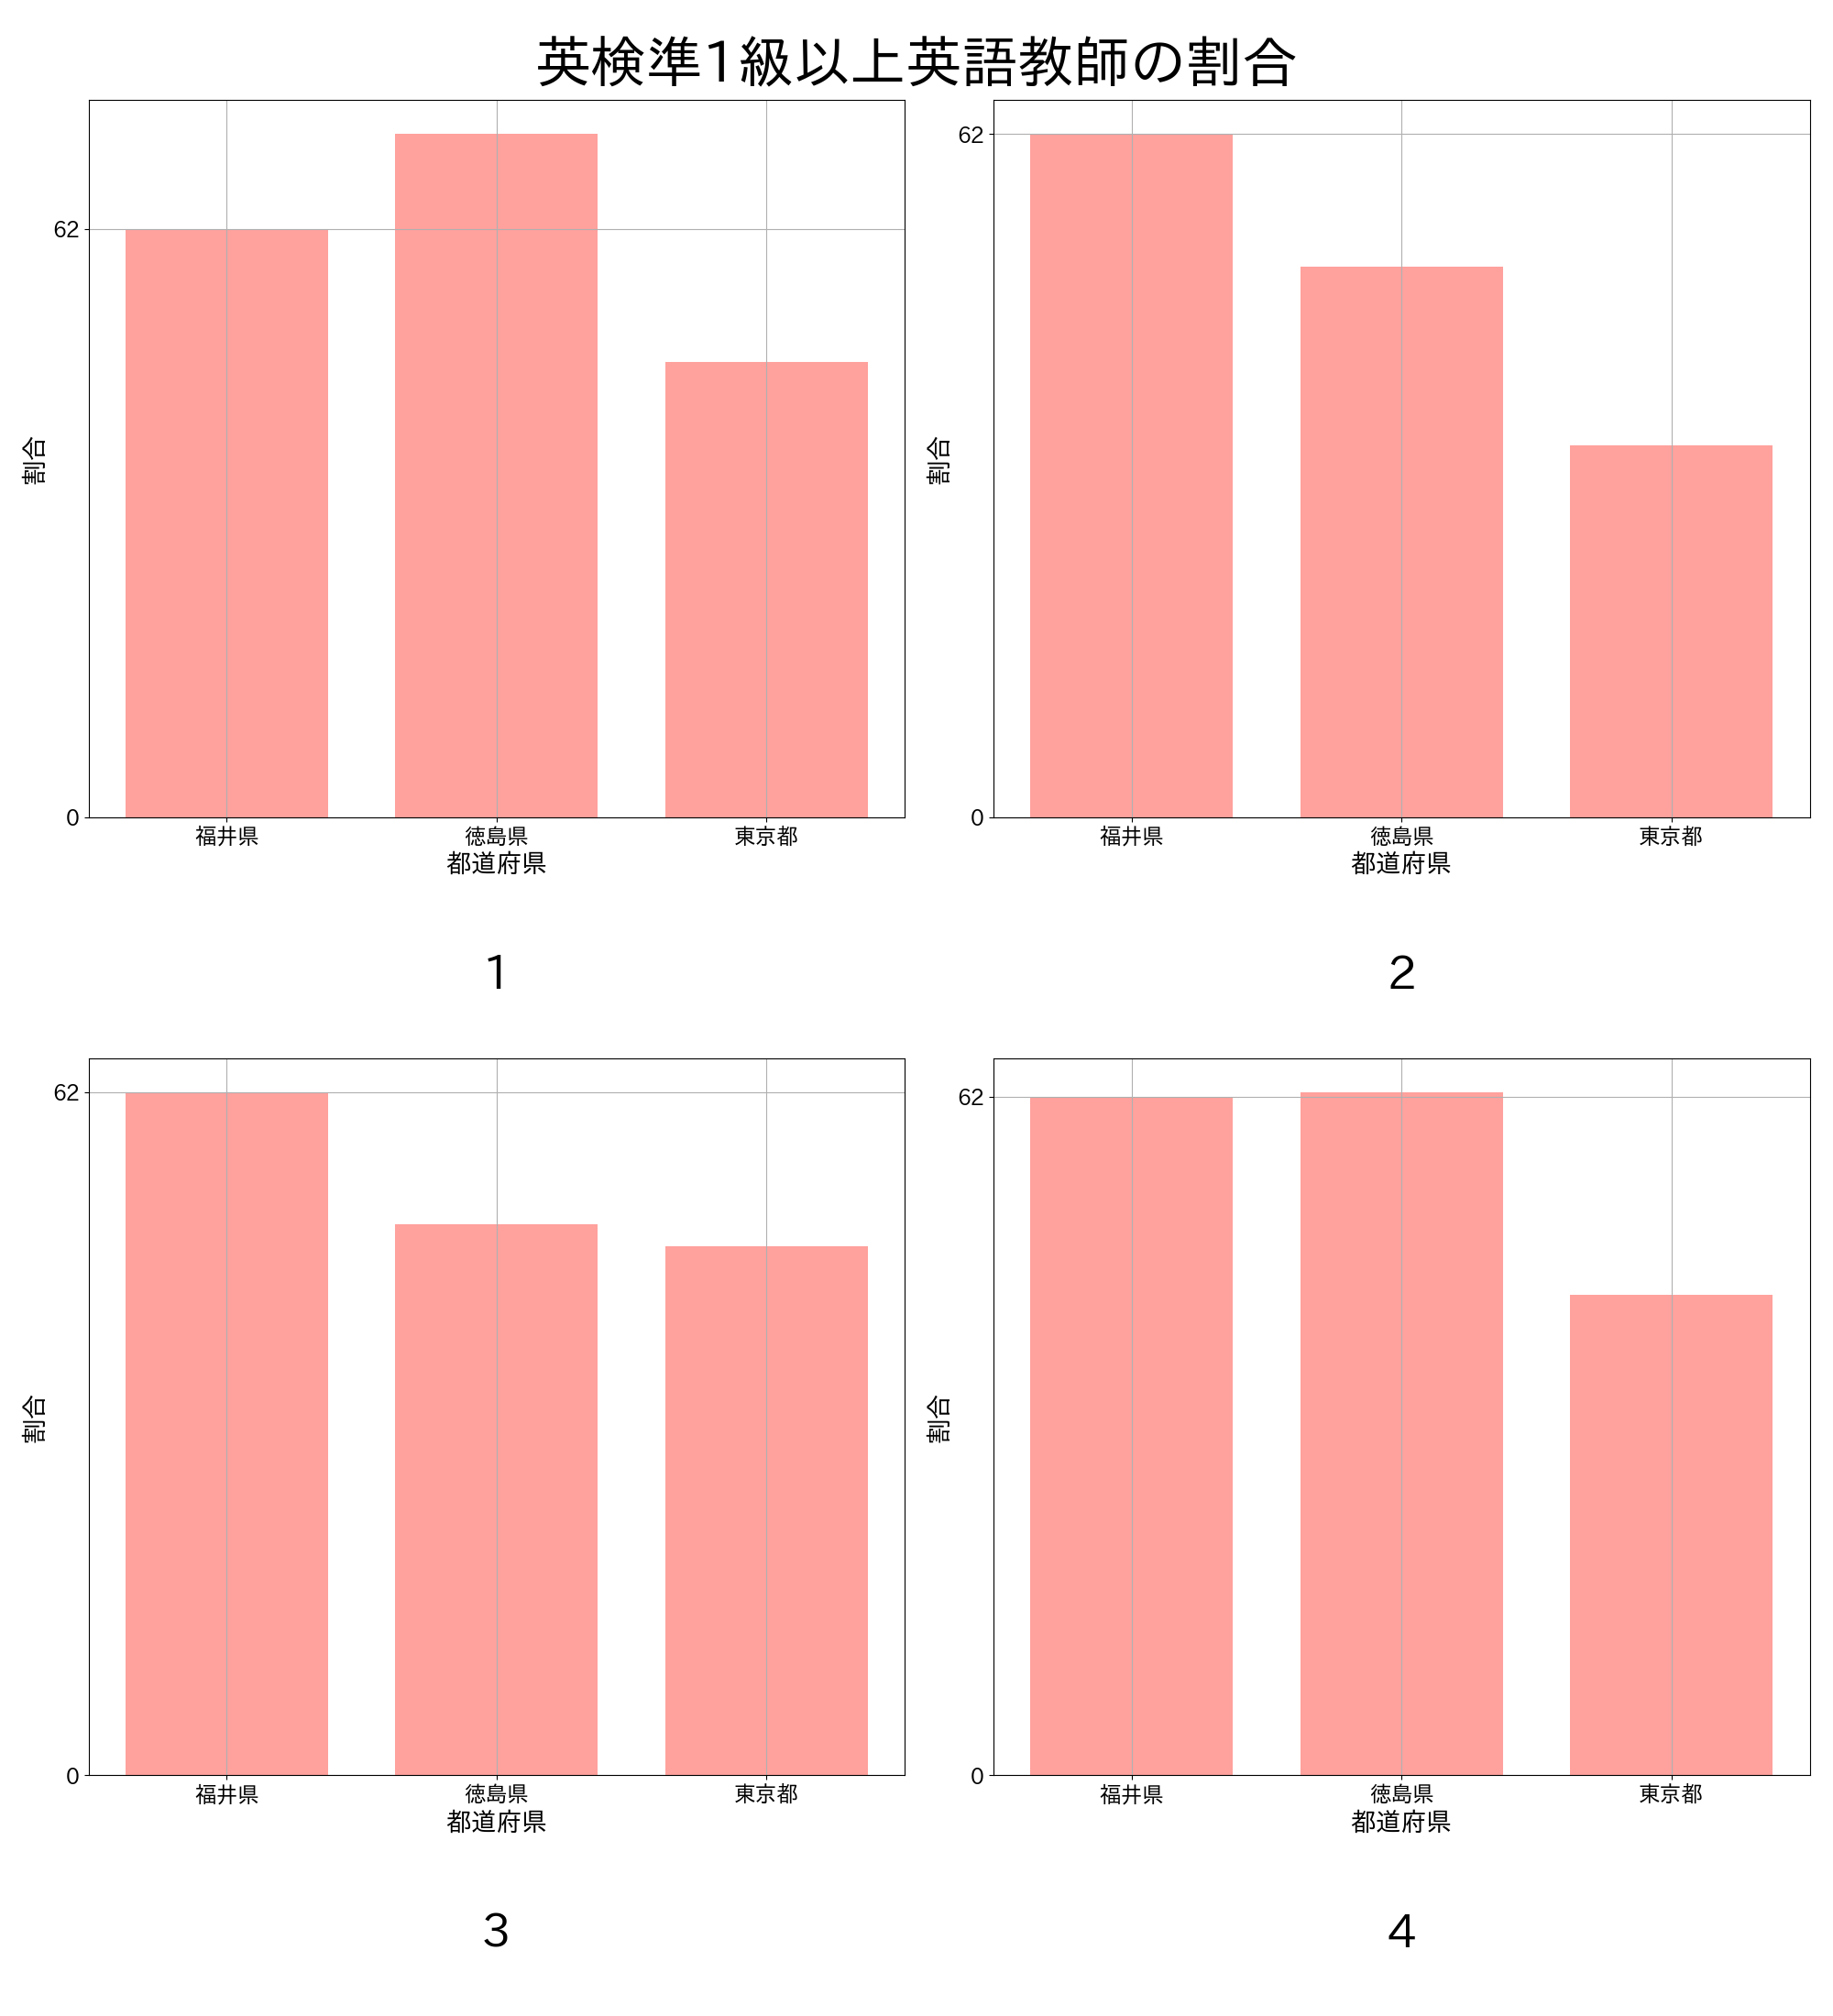 英検準1級以上英語教師の割合
62
0
割合
福井県 徳島県 東京都
都道府県
1
62
0
割合
福井県 徳島県 東京都
都道府県
2
62
0
割合
福井県 徳島県 東京都
都道府県
3
62
0
割合
福井県 徳島県 東京都
都道府県
4